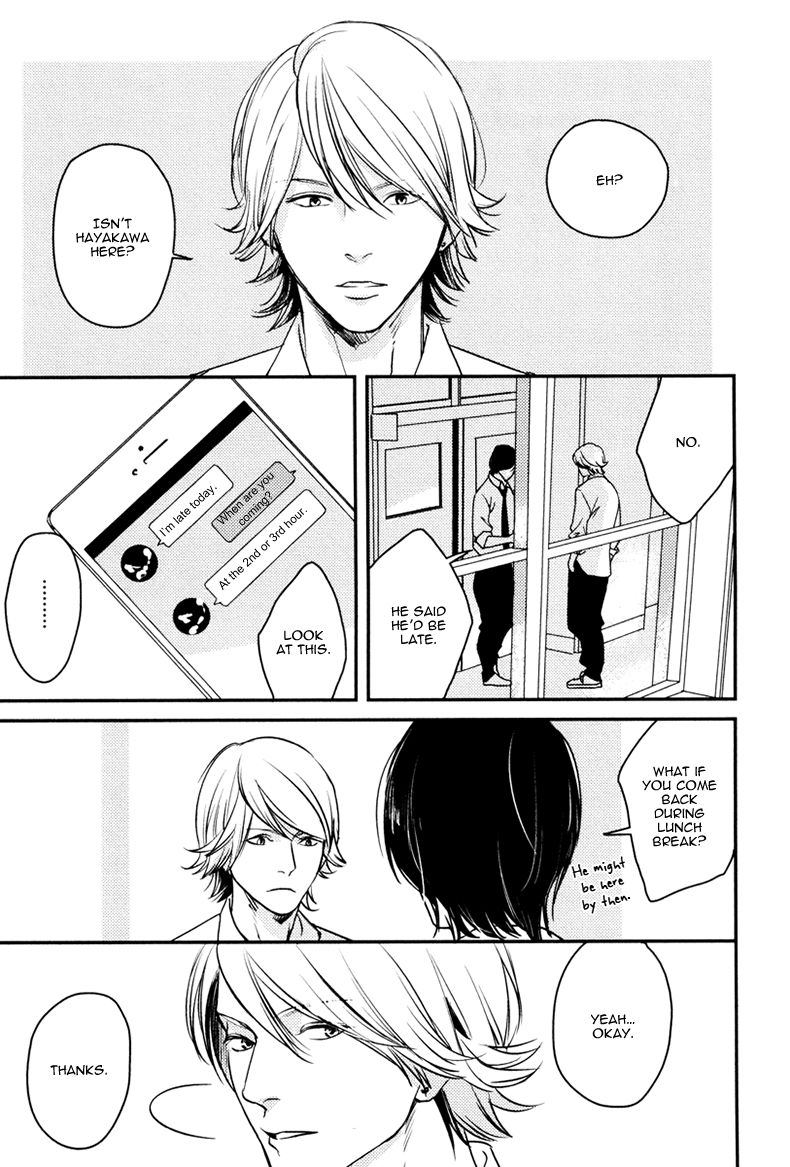 EH?
ISN'T
HAYAKAWA
HERE?
NO.
HE SAID
HE'D BE
LATE.
I'm late today.
When are you
coming?
At the 2nd or 3rd hour.
LOOK
AT THIS.
.........
WHAT IF
YOU COME
BACK
DURING
LUNCH
BREAK?
He might
be here
by then.
YEAH...
OKAY.
THANKS.